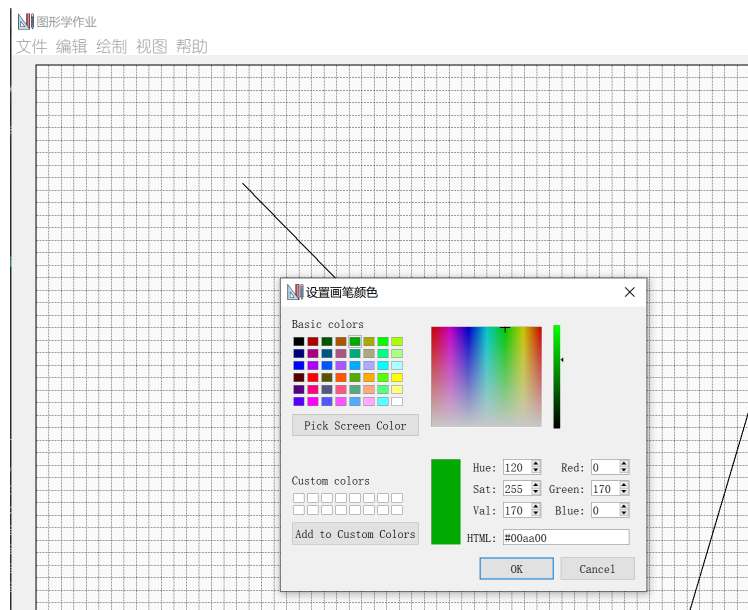 图形学作业
文件 编辑 绘制 视图 帮助
设置画笔颜色
Basic colors
Pick Screen Color
Custom colors
Add to Custom Colors
Hue: 120 Red: 0
Sat: 255 Green: 170
Val: 170 Blue: 0
HTML: #00aa00
OK Cancel